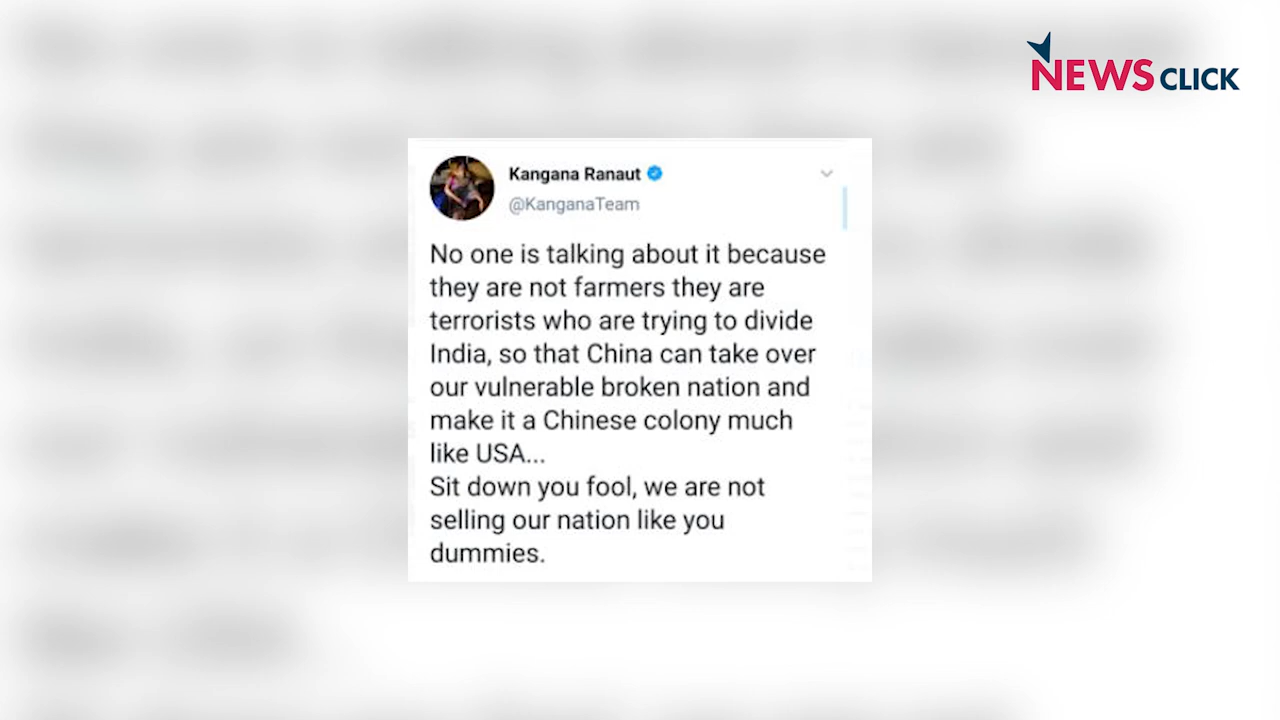 NEWS CLICK
Kangana Ranaut
@KanganaTeam
No one is talking about it because
they are not farmers they are
terrorists who are trying to divide
India, so that China can take over
our vulnerable broken nation and
make it a Chinese colony much
like USA...
Sit down you fool, we are not
selling our nation like you
dummies.